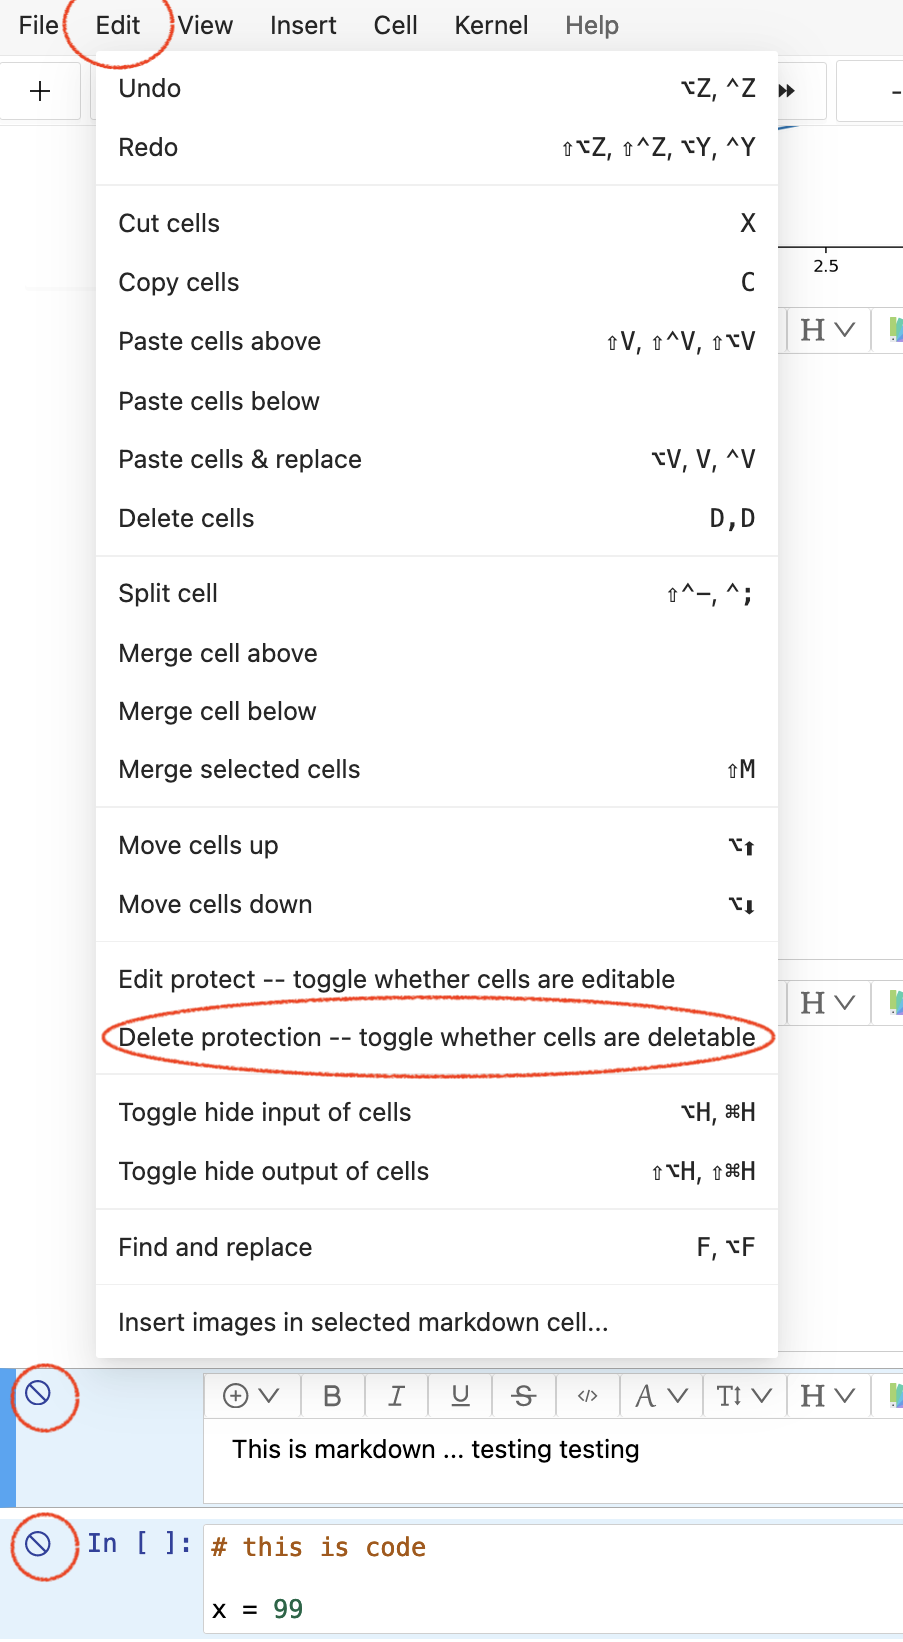 File Edit View Insert Cell Kernel Help
+
Undo ⌥Z, ^Z
Redo ⇧⌥Z, ⇧^Z, ⌥Y, ^Y
Cut cells X
2.5
Copy cells C
Paste cells above ⇧V, ⇧^V, ⇧⌥V
H
Paste cells below
Paste cells & replace ⌥V, V, ^V
Delete cells D,D
Split cell ⇧^–, ^;
Merge cell above
Merge cell below
Merge selected cells ⇧M
Move cells up ⌥⬆
Move cells down ⌥⬇
Edit protect -- toggle whether cells are editable
H
Delete protection -- toggle whether cells are deletable
Toggle hide input of cells ⌥H, ⌘H
Toggle hide output of cells ⇧⌥H, ⇧⌘H
Find and replace F, ⌥F
Insert images in selected markdown cell...
B I U S </> A T H
This is markdown ... testing testing
In [ ]: # this is code
x = 99